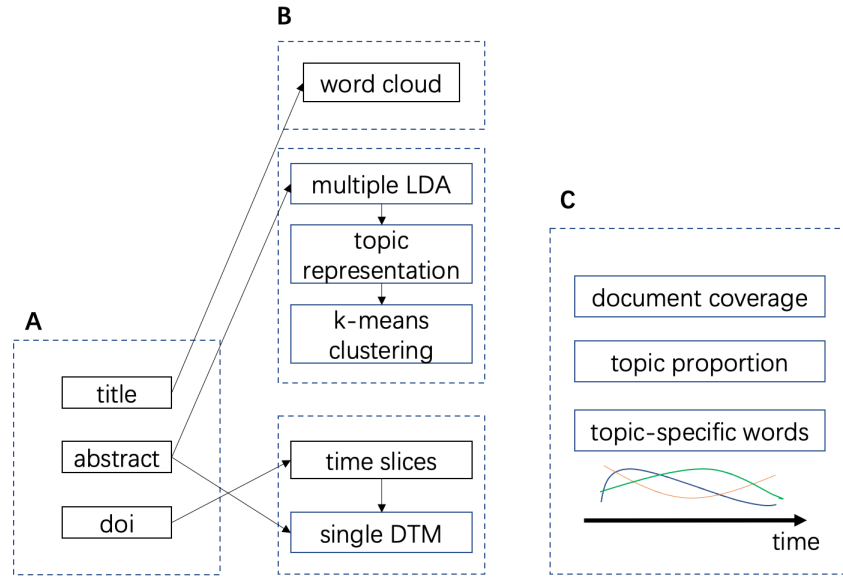 A
title
abstract
doi
B
word cloud
multiple LDA
topic
representation
k-means
clustering
time slices
single DTM
C
document coverage
topic proportion
topic-specific words
time